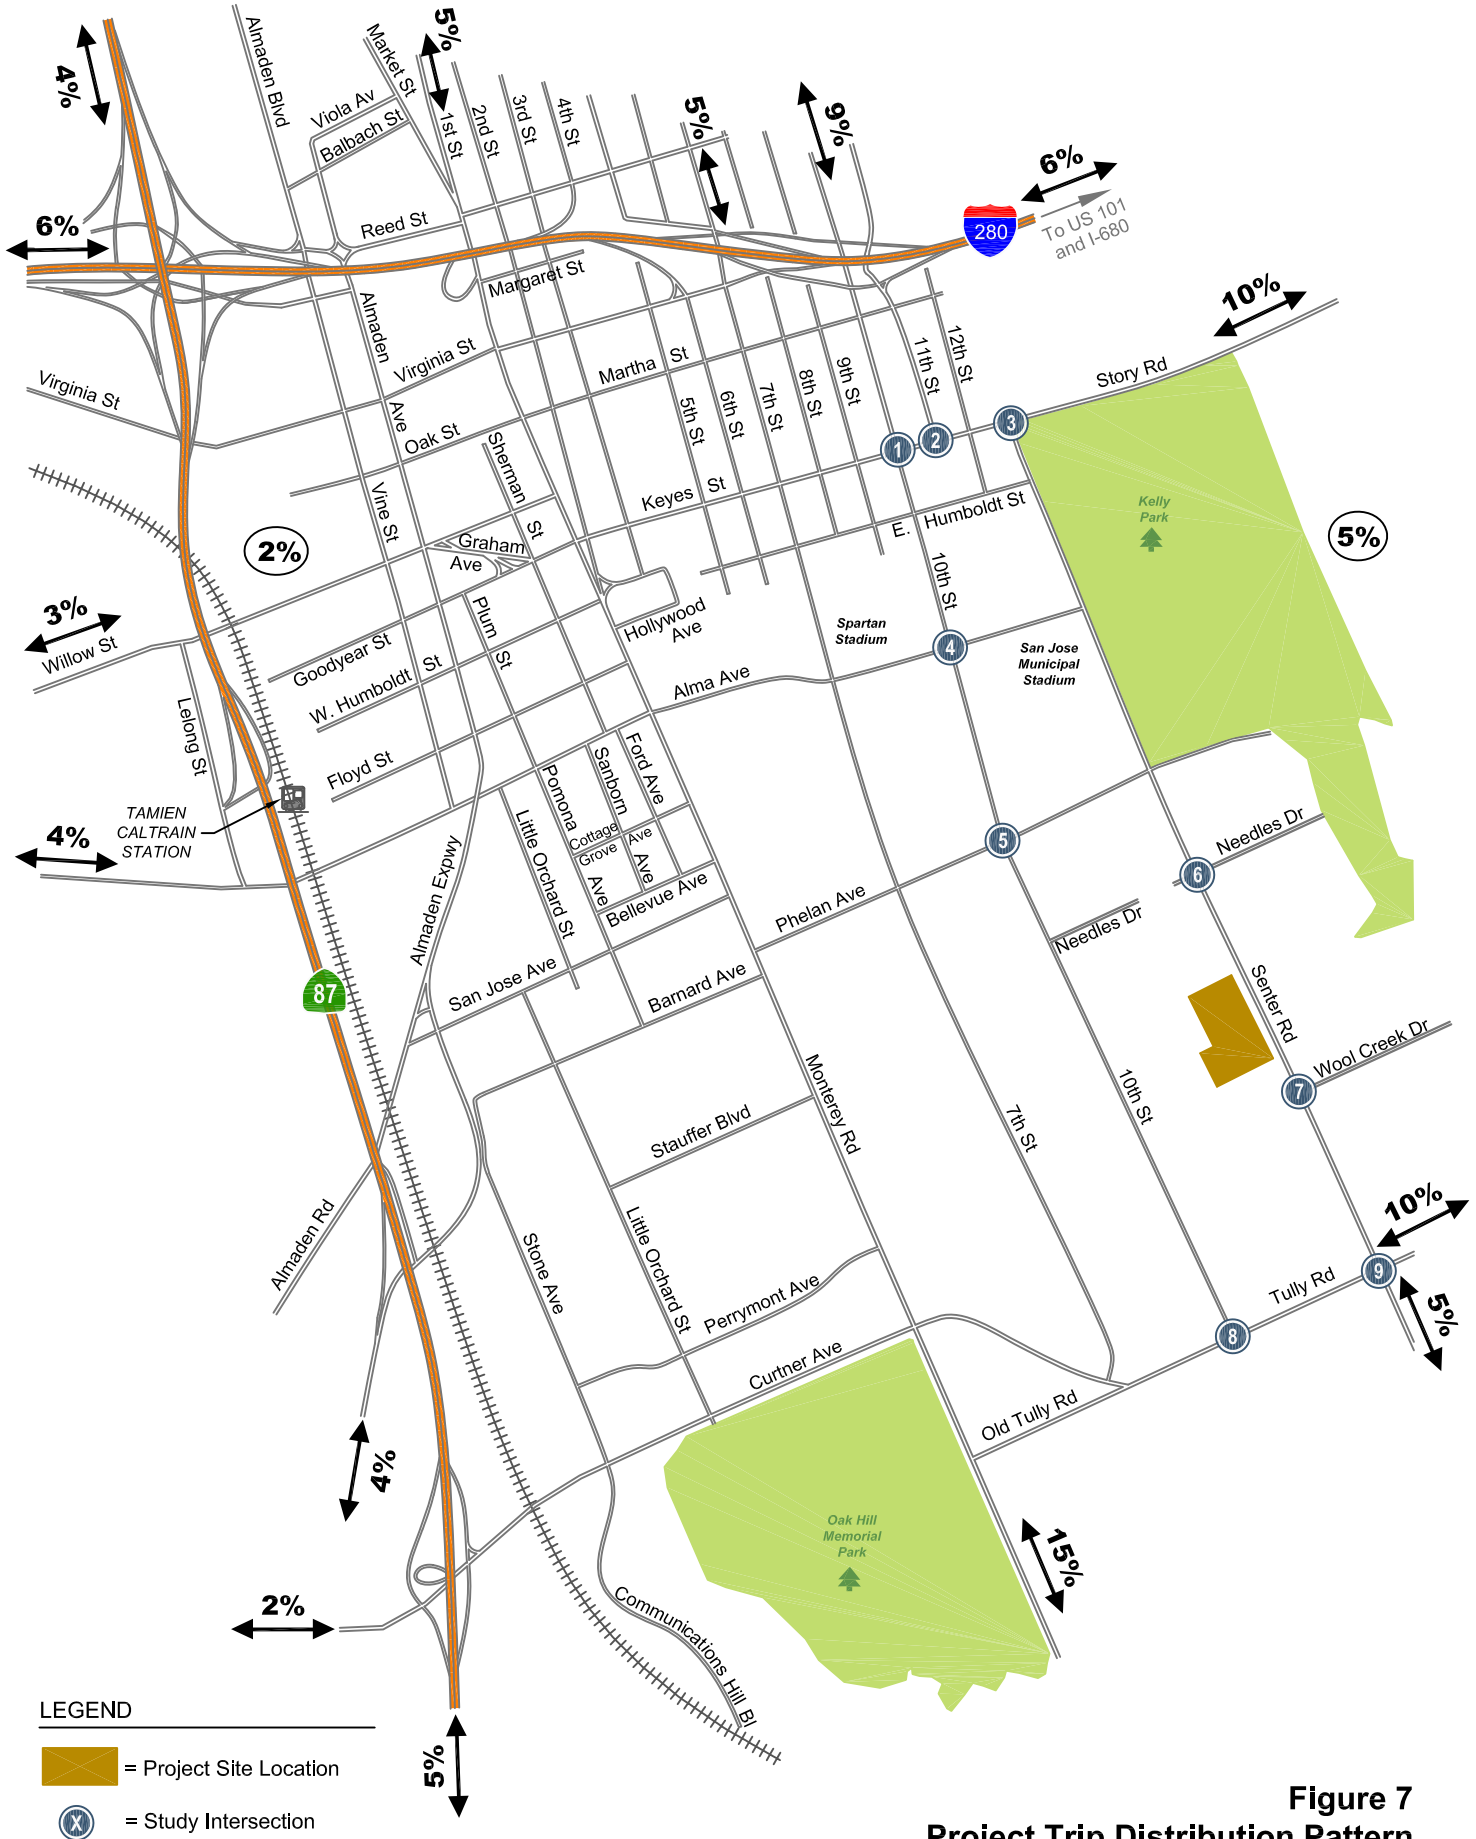 5%
4%
Almaden Blvd
Market St
Viola Av
Balbach St
1st St
2nd St
3rd St
4th St
5%
9%
6%
6%
Reed St
280
To US 101
and I-680
Margaret St
10%
Almaden
Ave
Virginia St
Virginia St
Martha St
Oak St
Sherman
St
5th St
6th St
7th St
8th St
9th St
11th St
12th St
Story Rd
1
2
3
Keyes St
Vine St
Graham
Ave
2%
E. Humboldt St
Kelly
Park
5%
10th St
3%
Willow St
Plum
St
Hollywood
Ave
Goodyear St
W. Humboldt St
Spartan
Stadium
4
San Jose
Municipal
Stadium
Alma Ave
Lelong St
Floyd St
Pomona
Ave
Sanborn
Ave
Ford Ave
TAMIEN
CALTRAIN
STATION
4%
Little Orchard St
Cottage
Grove Ave
Bellevue Ave
Almaden Expwy
5
6
Needles Dr
Phelan Ave
Needles Dr
87
San Jose Ave
Barnard Ave
Senter Rd
Wool Creek Dr
7
Monterey Rd
7th St
10th St
Stauffer Blvd
Almaden Rd
Stone Ave
Little Orchard St
Perrymont Ave
Curtner Ave
10%
9
Tully Rd
5%
8
Old Tully Rd
4%
Oak Hill
Memorial
Park
15%
2%
Communications Hill Bl
5%
LEGEND
= Project Site Location
X
= Study Intersection
Figure 7
Project Trip Distribution Pattern